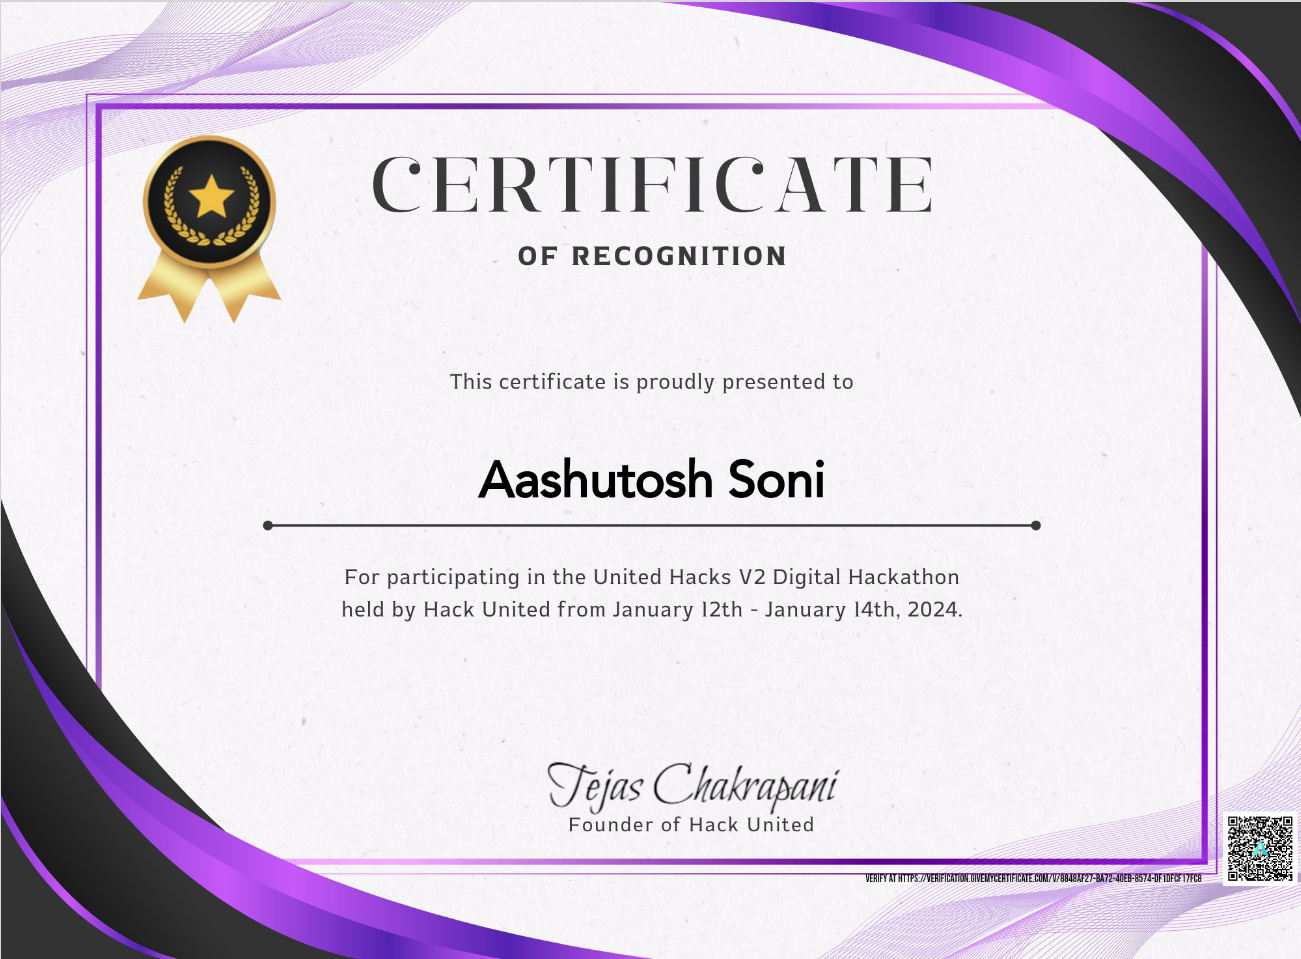 CERTIFICATE
OF RECOGNITION
This certificate is proudly presented to
Aashutosh Soni
For participating in the United Hacks V2 Digital Hackathon
held by Hack United from January 12th - January 14th, 2024.
Tejas Chakrapani
Founder of Hack United
VERIFY AT HTTPS://VERIFICATION.GIVEMYCERTIFICATE.COM/V/8848AF27-BA72-40EB-8574-DF1DFCF17FC8